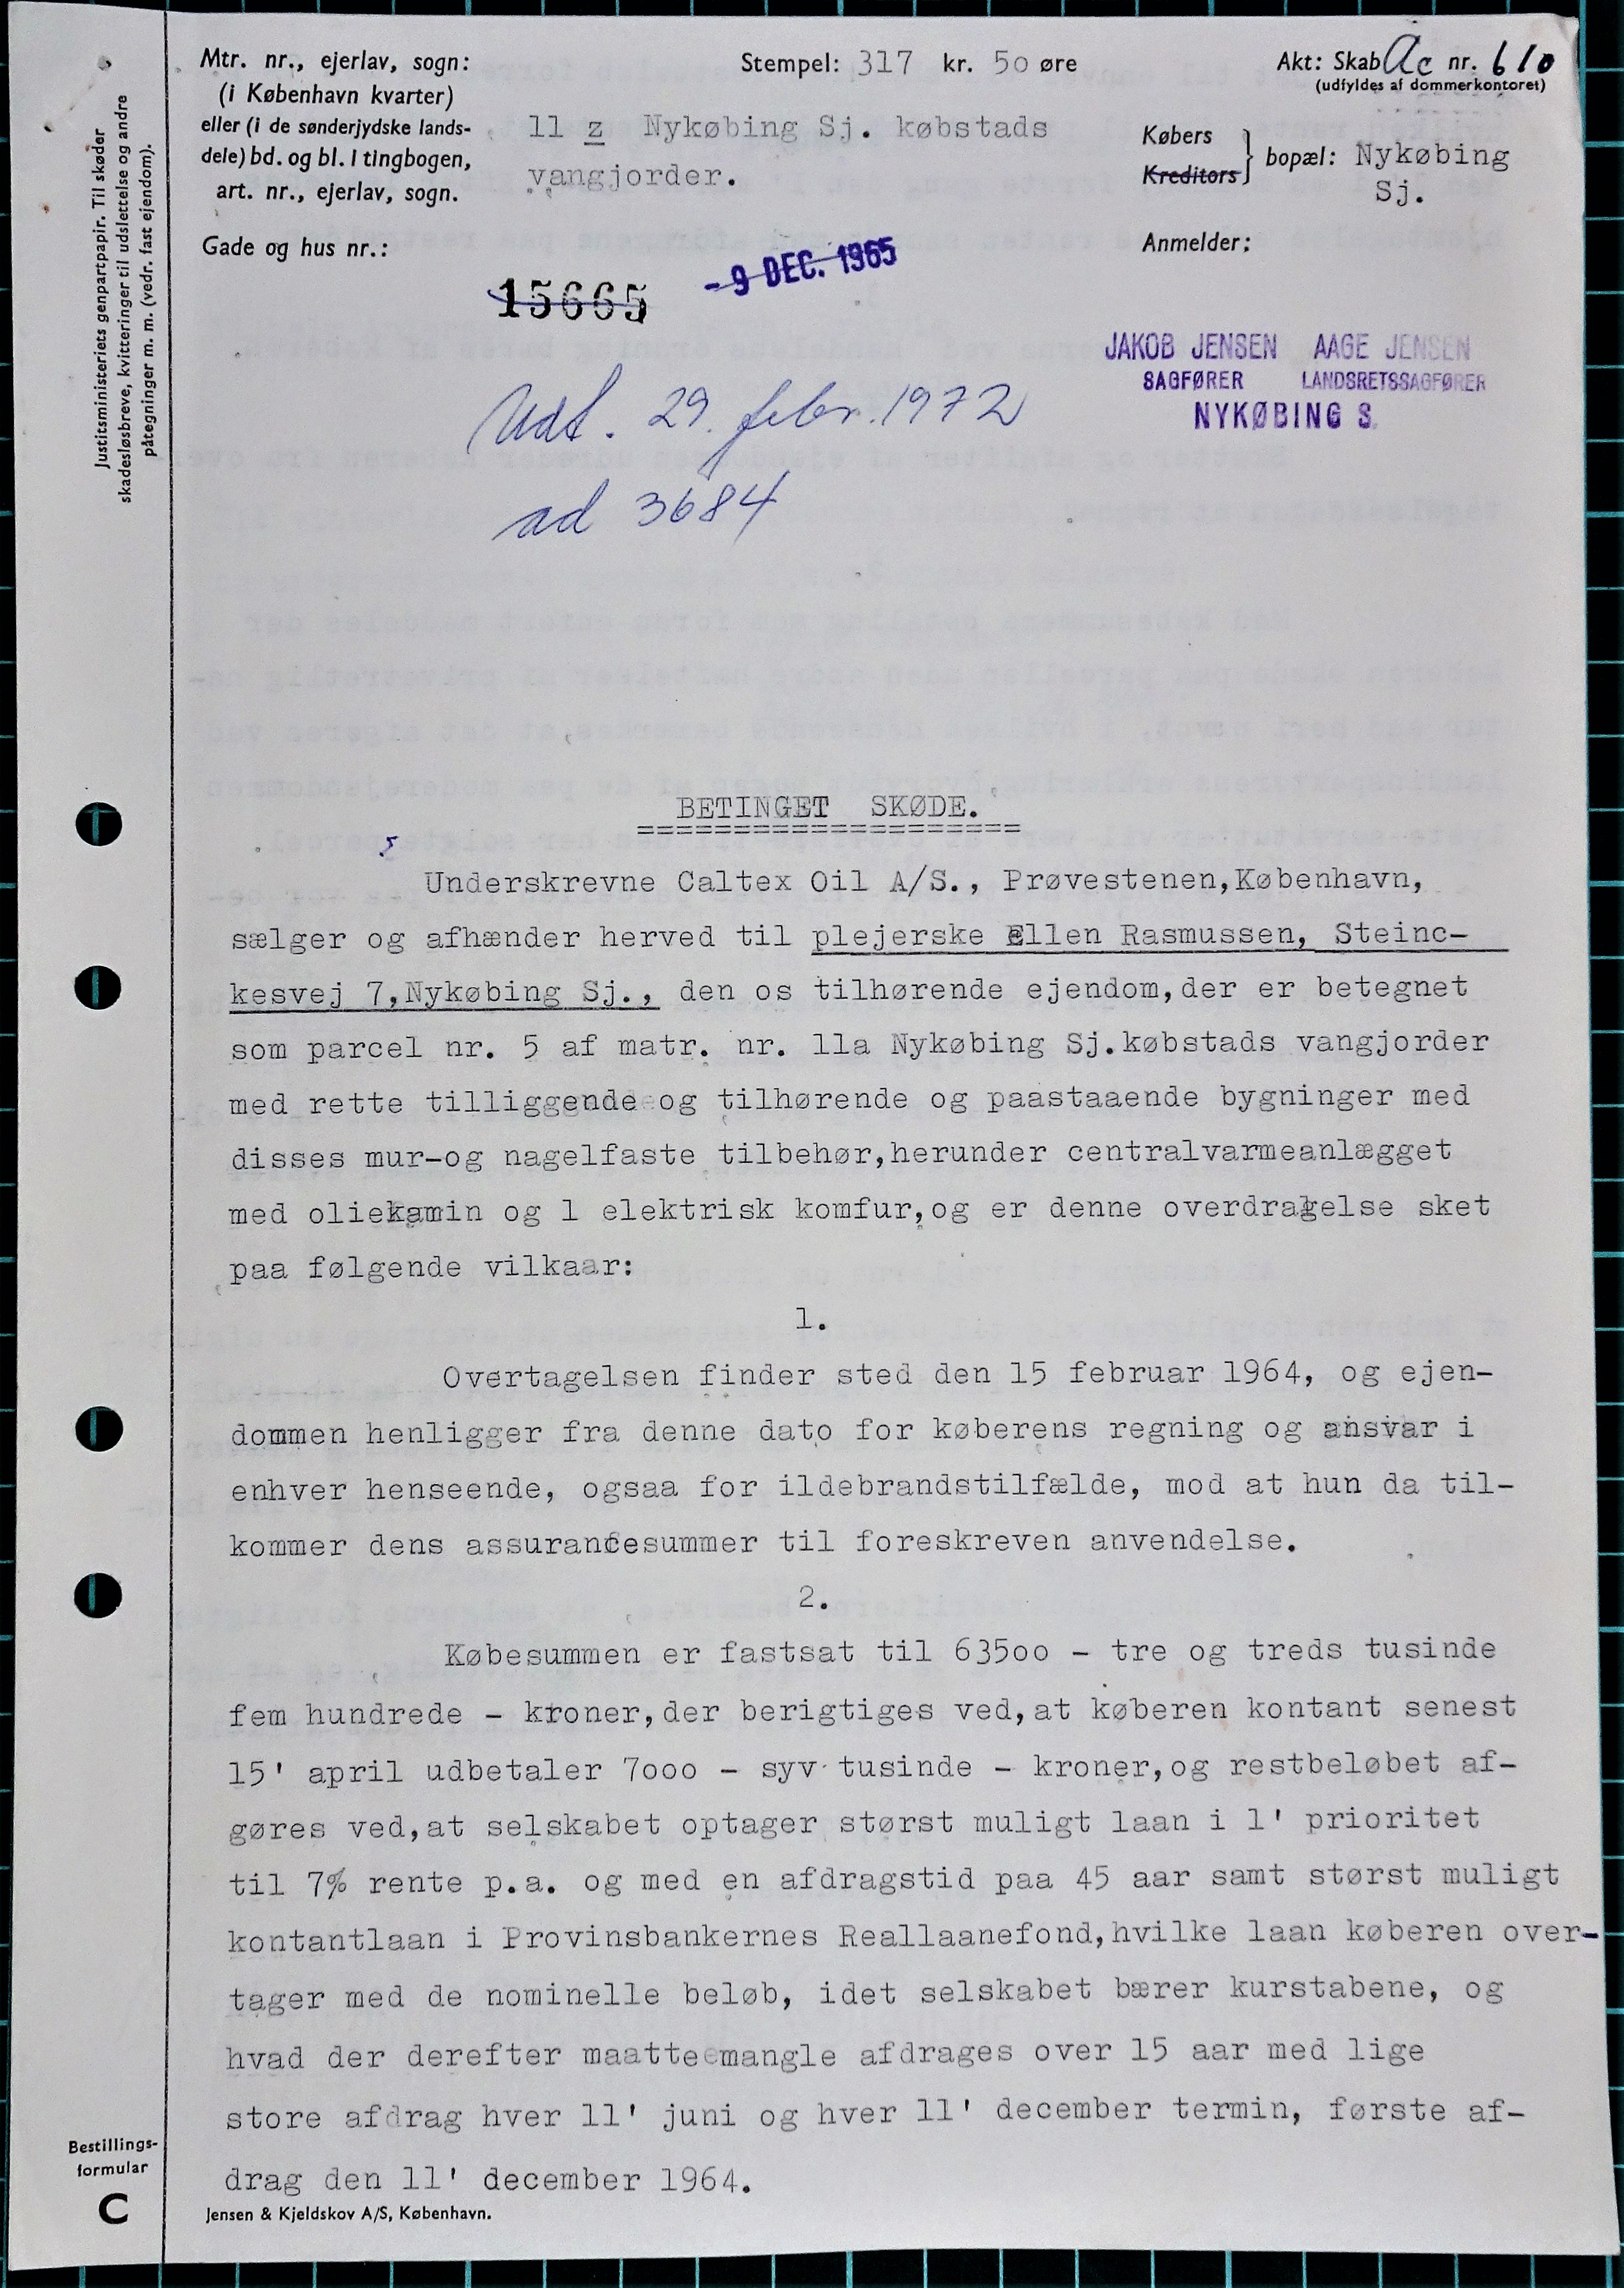 Justitsministeriets genpartpapir. Til skøder
skadesløsbreve, kvitteringer til udslettelse og andre
påtegninger m. m. (vedr. fast ejendom).
Mtr. nr., ejerlav, sogn:
(i København kvarter)
eller (i de sønderjydske lands-
dele) bd. og bl. I tingbogen,
art. nr., ejerlav, sogn.
Gade og hus nr.:
Stempel: 317 kr. 5o øre
11 z Nykøbing Sj. købstads
vangjorder.
Akt: Skab Ac nr. 610
(udfyldes af dommerkontoret)
Købers
Kreditors
bopæl: Nykøbing
Sj.
Anmelder:
15665
- 9 DEC. 1965
JAKOB JENSEN AAGE JENSEN
SAGFØRER LANDSRETSSAGFØRER
NYKØBING S.
Udf. 29. febr. 1972
ad 3684
BETINGET SKØDE.
===================
Underskrevne Caltex Oil A/S., Prøvestenen,København,
sælger og afhænder herved til plejerske Ellen Rasmussen, Steinc-
kesvej 7,Nykøbing Sj., den os tilhørende ejendom,der er betegnet
som parcel nr. 5 af matr. nr. 11a Nykøbing Sj.købstads vangjorder
med rette tilliggende og tilhørende og paastaaende bygninger med
disses mur-og nagelfaste tilbehør,herunder centralvarmeanlægget
med oliekamin og 1 elektrisk komfur,og er denne overdragelse sket
paa følgende vilkaar:
1.
Overtagelsen finder sted den 15 februar 1964, og ejen-
dommen henligger fra denne dato for køberens regning og ansvar i
enhver henseende, ogsaa for ildebrandstilfælde, mod at hun da til-
kommer dens assurancesummer til foreskreven anvendelse.
2.
Købesummen er fastsat til 635oo - tre og treds tusinde
fem hundrede - kroner,der berigtiges ved,at køberen kontant senest
15' april udbetaler 7ooo - syv tusinde - kroner,og restbeløbet af-
gøres ved,at selskabet optager størst muligt laan i 1' prioritet
til 7% rente p.a. og med en afdragstid paa 45 aar samt størst muligt
kontantlaan i Provinsbankernes Reallaanefond,hvilke laan køberen over-
tager med de nominelle beløb, idet selskabet bærer kurstabene, og
hvad der derefter maatte mangle afdrages over 15 aar med lige
store afdrag hver 11' juni og hver 11' december termin, første af-
drag den 11' december 1964.
Bestillings-
formular
C
Jensen & Kjeldskov A/S, København.